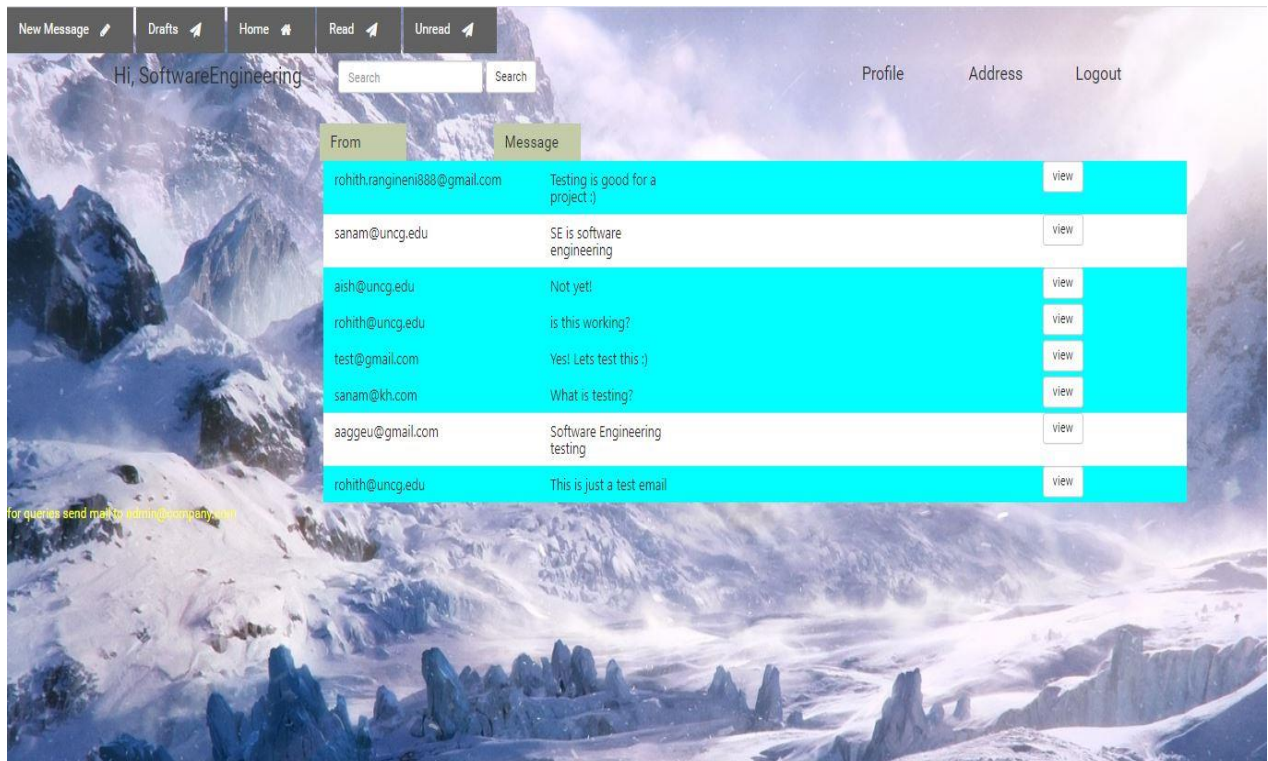 New Message Drafts Home Read Unread
Hi, SoftwareEngineering Search Search Profile Address Logout
From Message
rohith.rangineni888@gmail.com Testing is good for a
project :)
view
sanam@uncg.edu SE is software
engineering
view
aish@uncg.edu Not yet! view
rohith@uncg.edu is this working? view
test@gmail.com Yes! Lets test this :) view
sanam@kh.com What is testing? view
aaggeu@gmail.com Software Engineering
testing
view
rohith@uncg.edu This is just a test email view
for queries send mail to admin@company.com